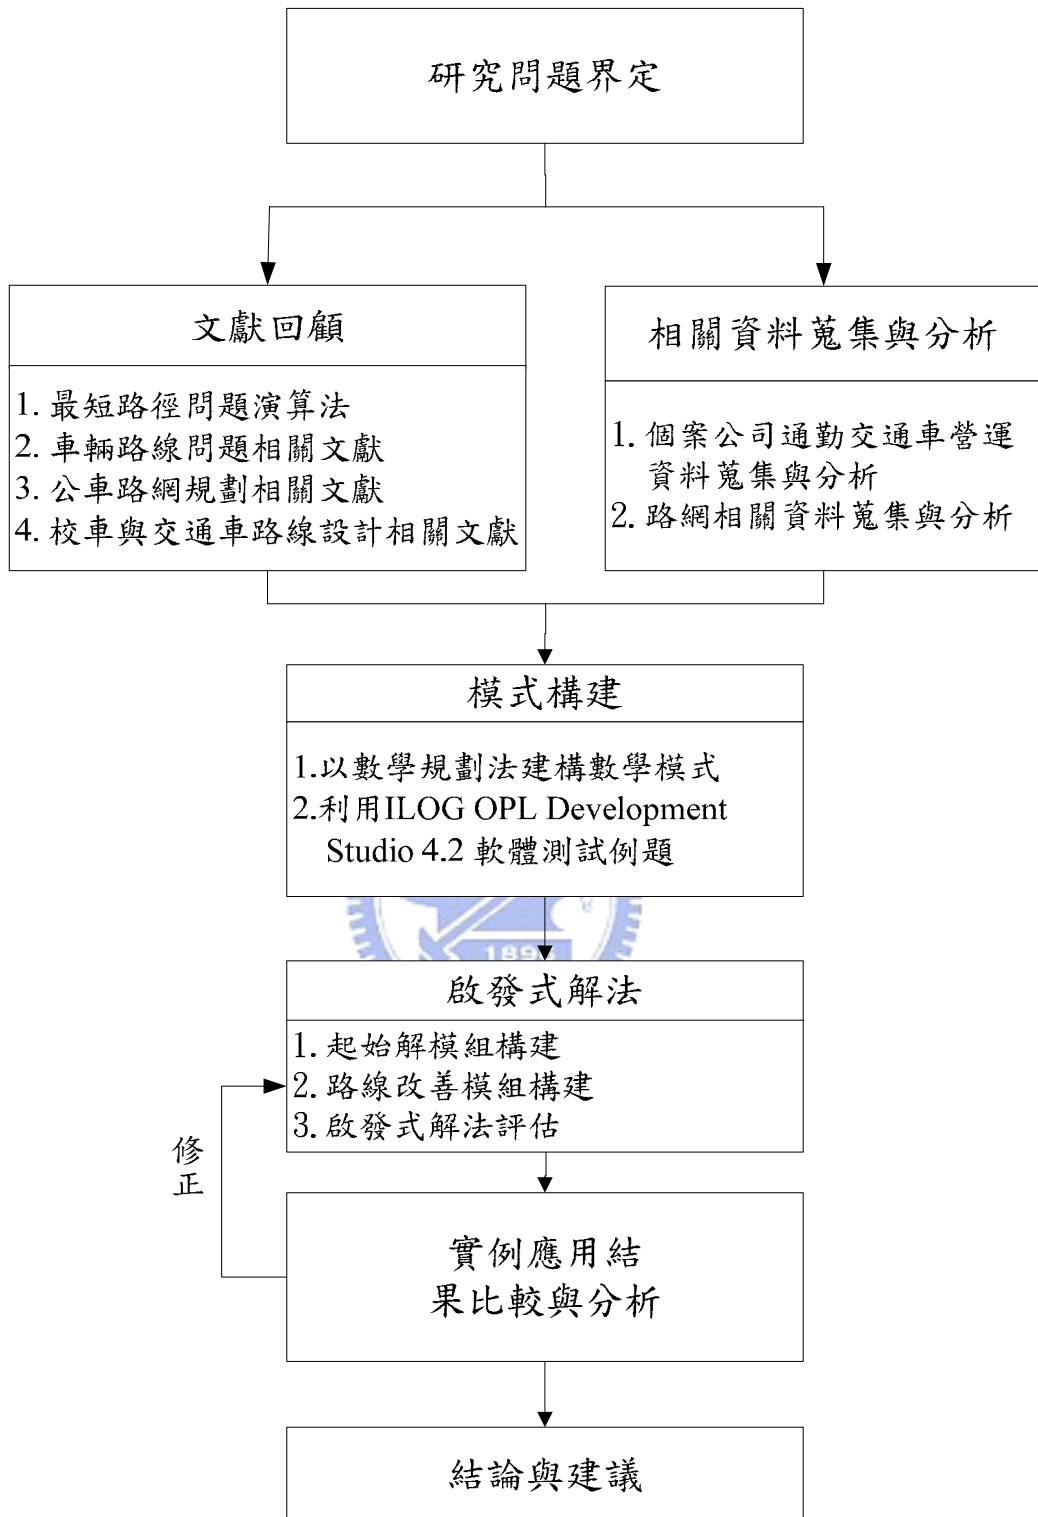 研究問題界定
文獻回顧
1. 最短路徑問題演算法
2. 車輛路線問題相關文獻
3. 公車路網規劃相關文獻
4. 校車與交通車路線設計相關文獻
相關資料蒐集與分析
1. 個案公司通勤交通車營運
資料蒐集與分析
2. 路網相關資料蒐集與分析
模式構建
1.以數學規劃法建構數學模式
2.利用ILOG OPL Development
Studio 4.2 軟體測試例題
1896
啟發式解法
1. 起始解模組構建
2. 路線改善模組構建
3. 啟發式解法評估
修
正
實例應用結
果比較與分析
結論與建議